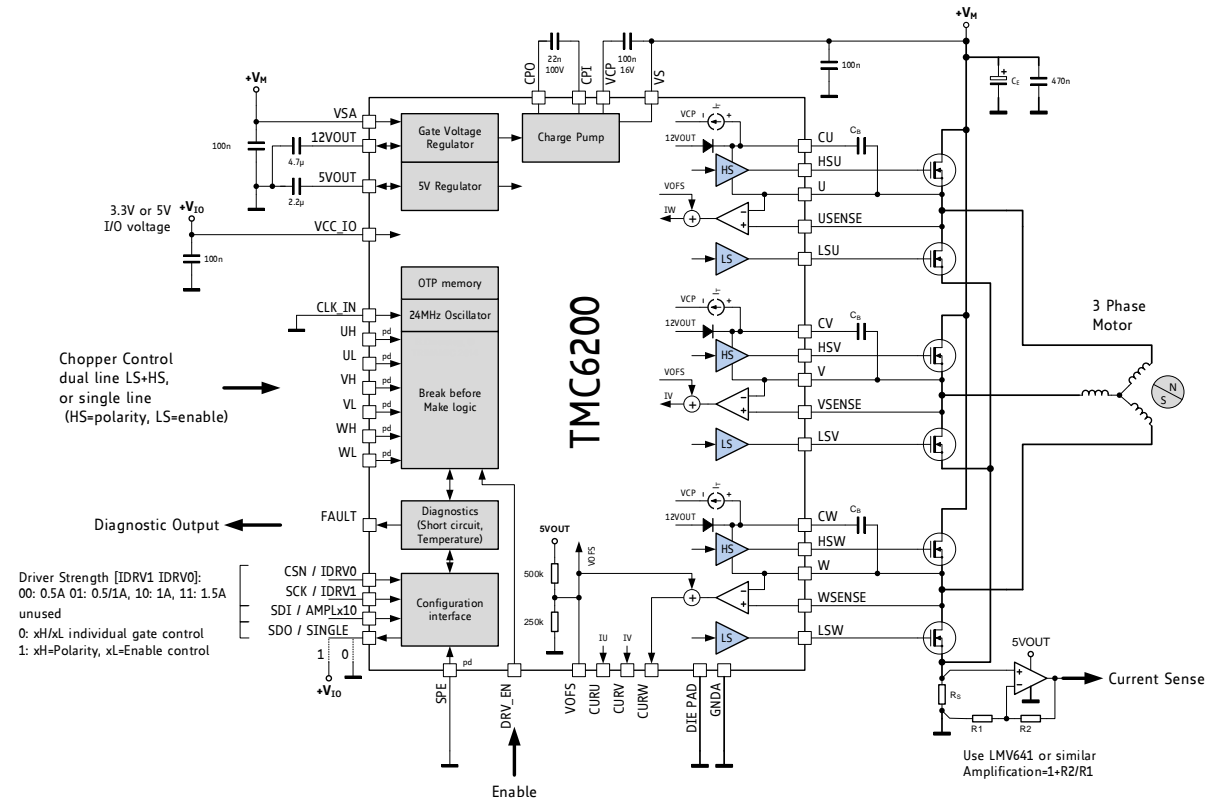 +VM
22n
100V
100n
16V
CPO
CPI
VCP
VS
100n
CE
470n
+
+VM
VSA
12VOUT
100n
4.7µ
5VOUT
2.2µ
Gate Voltage
Regulator
5V Regulator
Charge Pump
3.3V or 5V
I/O voltage
+VIO
VCC_IO
100n
OTP memory
24MHz Oscillator
Break before
Make logic
CLK_IN
UH
pd
UL
pd
VH
pd
VL
pd
WH
pd
WL
pd
Chopper Control
dual line LS+HS,
or single line
(HS=polarity, LS=enable)
TMC6200
VCP
+
12VOUT
HS
VOFS
IW
+
-
+
LS
CU
CB
HSU
U
USENSE
LSU
VCP
+
12VOUT
HS
VOFS
IV
+
-
+
LS
CV
CB
HSV
V
VSENSE
LSV
3 Phase
Motor
N
S
VCP
+
12VOUT
HS
+
-
+
LS
CW
CB
HSW
W
WSENSE
LSW
Diagnostic Output
FAULT
Diagnostics
(Short circuit,
Temperature)
Driver Strength [IDRV1 IDRV0]:
00: 0.5A 01: 0.5/1A, 10: 1A, 11: 1.5A
unused
0: xH/xL individual gate control
1: xH=Polarity, xL=Enable control
CSN / IDRV0
SCK / IDRV1
SDI / AMPLx10
SDO / SINGLE
1
0
+VIO
Configuration
interface
pd
5VOUT
500k
250k
VOFS
IU
IV
SPE
DRV_EN
VOFS
CURU
CURV
CURW
DIE PAD
GNDA
Enable
5VOUT
+
-
RS
R1
R2
Current Sense
Use LMV641 or similar
Amplification=1+R2/R1